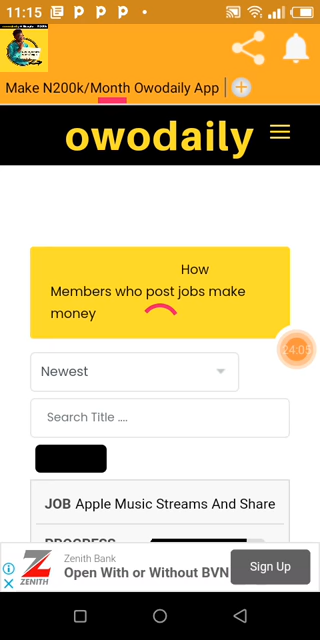 11:15
Make N200k/Month Owodaily App
owodaily
How
Members who post jobs make
money
24:05
Newest
Search Title ....
JOB Apple Music Streams And Share
PROGRESS
Zenith Bank
Open With or Without BVN
Sign Up
ZENITH